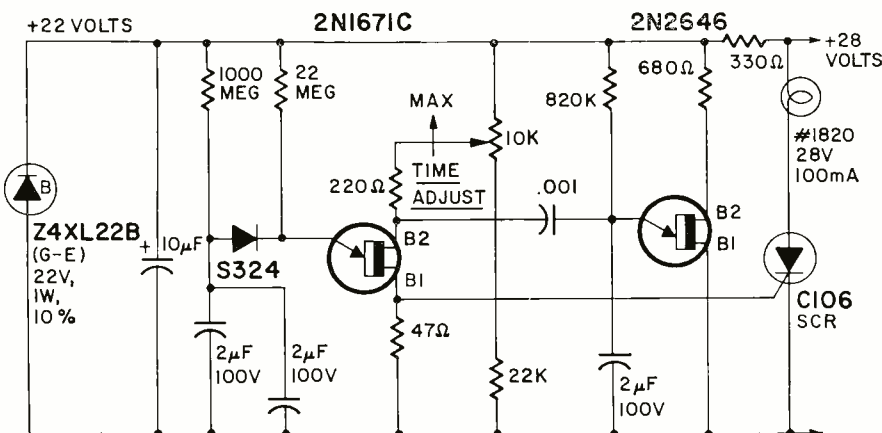 +22 VOLTS
2N1671C
2N2646
+28
VOLTS
1000
MEG
22
MEG
MAX
10K
TIME
ADJUST
220Ω
820K
680Ω
330Ω
#1820
28V
100mA
.001
B
Z4XL22B
(G-E)
22V,
1W,
10%
+ 10µF
S324
B2
B1
B2
B1
C106
SCR
2µF
100V
2µF
100V
47Ω
22K
2µF
100V